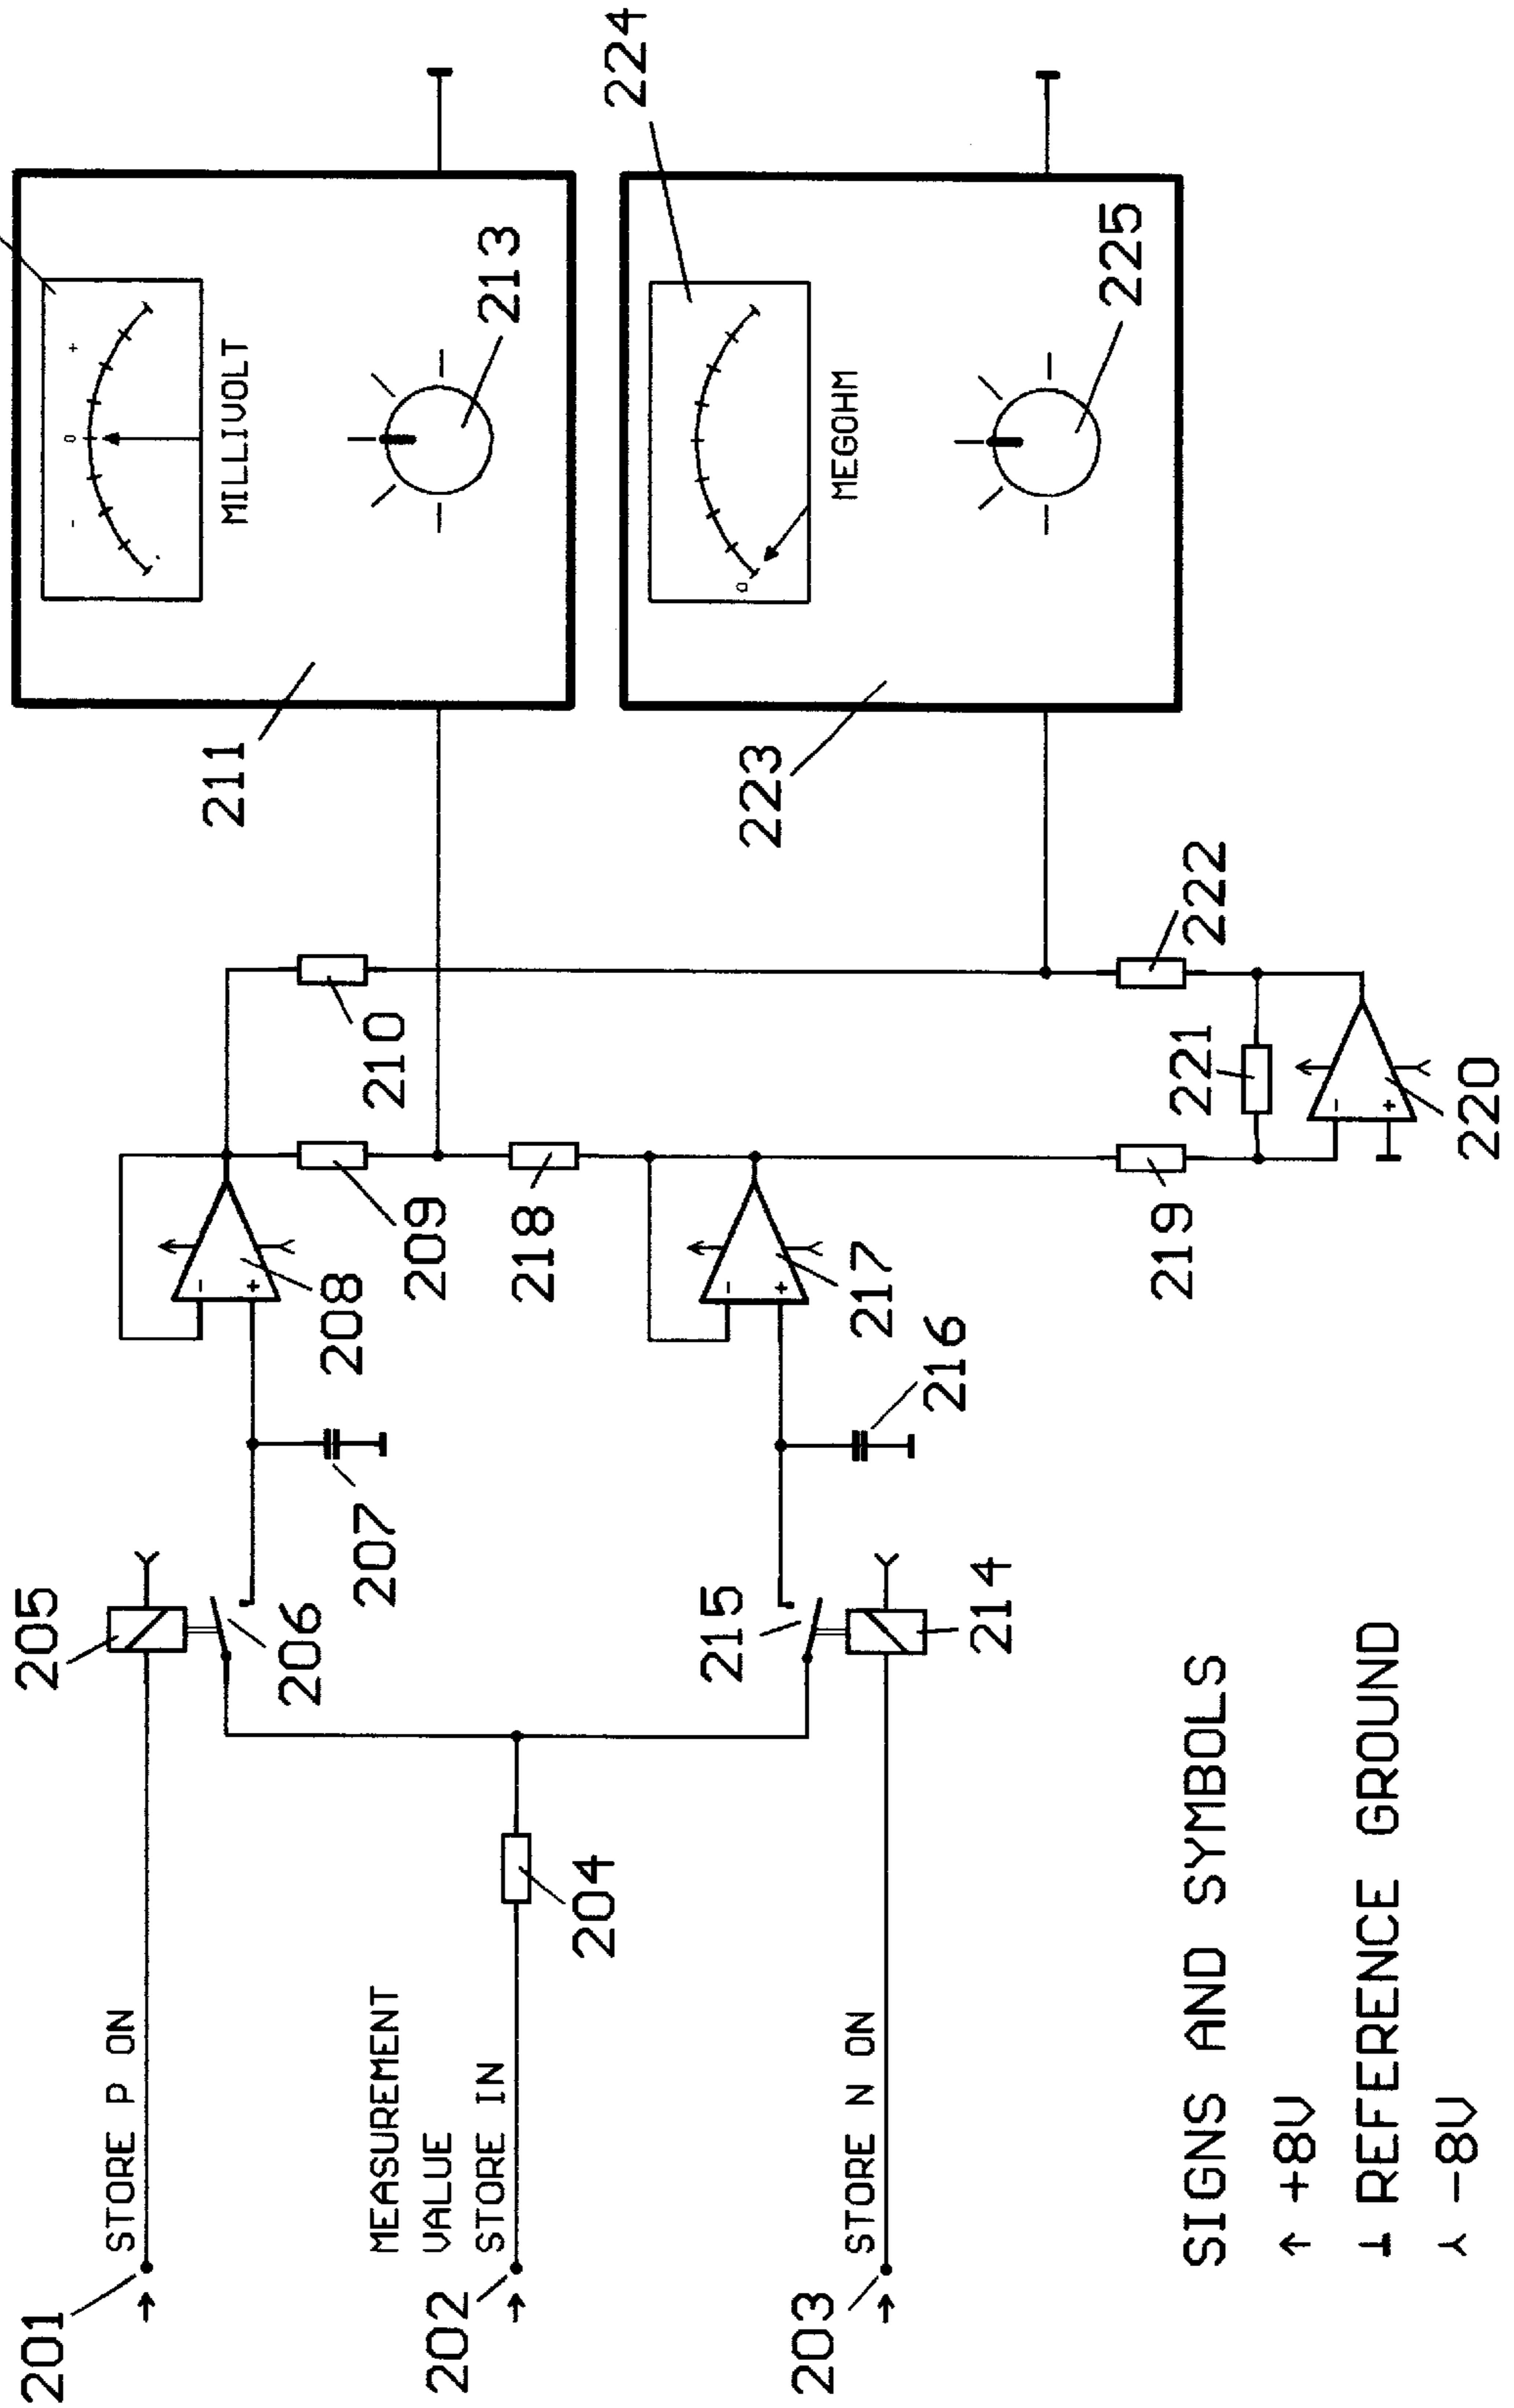 201
STORE P ON
205
206
207
208
209
210
211
- 0 +
MILLIVOLT
213
202
MEASUREMENT
VALUE
STORE IN
204
- +
218
203
STORE N ON
215
214
216
217
- +
219
221
222
220
- +
223
224
0
MEGOHM
225
SIGNS AND SYMBOLS
+8V
REFERENCE GROUND
-8V